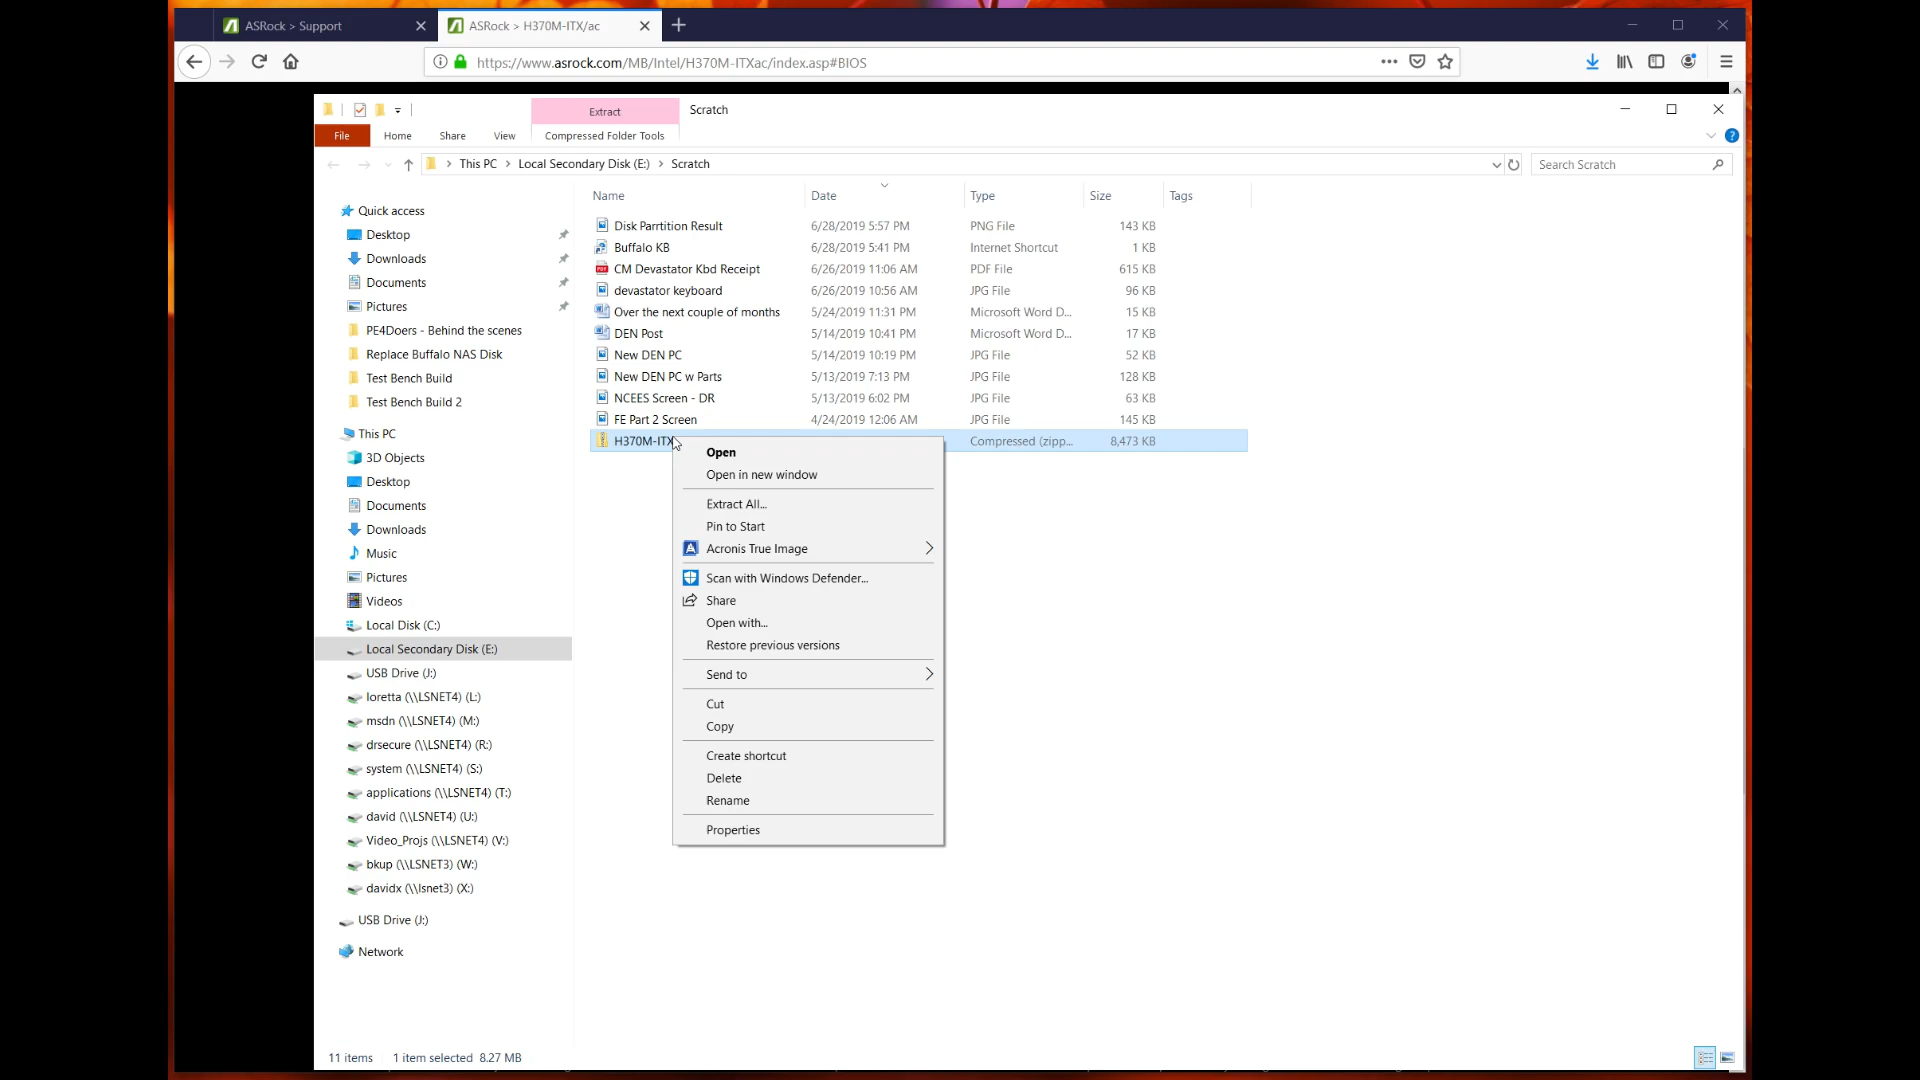 ASRock > Support
ASRock > H370M-ITX/ac
https://www.asrock.com/MB/Intel/H370M-ITXac/index.asp#BIOS
Extract
Scratch
File
Home
Share
View
Compressed Folder Tools
This PC > Local Secondary Disk (E:) > Scratch
Search Scratch
Name Date Type Size Tags
Disk Parrtition Result 6/28/2019 5:57 PM PNG File 143 KB
Buffalo KB 6/28/2019 5:41 PM Internet Shortcut 1 KB
CM Devastator Kbd Receipt 6/26/2019 11:06 AM PDF File 615 KB
devastator keyboard 6/26/2019 10:56 AM JPG File 96 KB
Over the next couple of months 5/24/2019 11:31 PM Microsoft Word D... 15 KB
DEN Post 5/14/2019 10:41 PM Microsoft Word D... 17 KB
New DEN PC 5/14/2019 10:19 PM JPG File 52 KB
New DEN PC w Parts 5/13/2019 7:13 PM JPG File 128 KB
NCEES Screen - DR 5/13/2019 6:02 PM JPG File 63 KB
FE Part 2 Screen 4/24/2019 12:06 AM JPG File 145 KB
H370M-ITX Compressed (zipp... 8,473 KB
Quick access
Desktop
Downloads
Documents
Pictures
PE4Doers - Behind the scenes
Replace Buffalo NAS Disk
Test Bench Build
Test Bench Build 2
This PC
3D Objects
Desktop
Documents
Downloads
Music
Pictures
Videos
Local Disk (C:)
Local Secondary Disk (E:)
USB Drive (J:)
loretta (\\LSNET4) (L:)
msdn (\\LSNET4) (M:)
drsecure (\\LSNET4) (R:)
system (\\LSNET4) (S:)
applications (\\LSNET4) (T:)
david (\\LSNET4) (U:)
Video_Projs (\\LSNET4) (V:)
bkup (\\LSNET3) (W:)
davidx (\\lsnet3) (X:)
USB Drive (J:)
Network
Open
Open in new window
Extract All...
Pin to Start
Acronis True Image
Scan with Windows Defender...
Share
Open with...
Restore previous versions
Send to
Cut
Copy
Create shortcut
Delete
Rename
Properties
11 items 1 item selected 8.27 MB